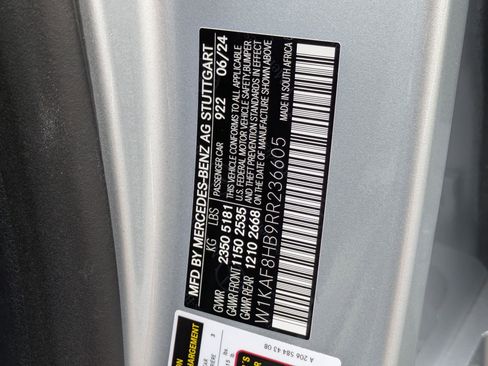 MFD BY MERCEDES-BENZ AG STUTTGART
KG LBS PASSENGER CAR 922 06/24
GVWR 2350 5181 THIS VEHICLE CONFORMS TO ALL APPLICABLE
GAWR FRONT 1150 2535 U.S. FEDERAL MOTOR VEHICLE SAFETY, BUMPER
GAWR REAR 1210 2668 AND THEFT PREVENTION STANDARDS IN EFFECT
ON THE DATE OF MANUFACTURE SHOWN ABOVE
W1KAF8HB9RR236605 MADE IN SOUTH AFRICA
A 206 584 43 08
CHARGEMENT